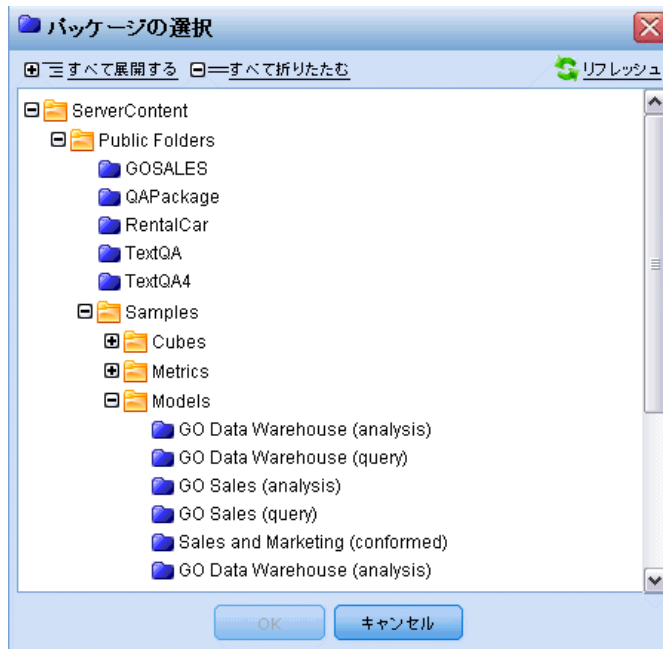 パッケージの選択
すべて展開する すべて折りたたむ リフレッシュ
ServerContent
Public Folders
GOSALES
QAPackage
RentalCar
TextQA
TextQA4
Samples
Cubes
Metrics
Models
GO Data Warehouse (analysis)
GO Data Warehouse (query)
GO Sales (analysis)
GO Sales (query)
Sales and Marketing (conformed)
GO Data Warehouse (analysis)
OK キャンセル